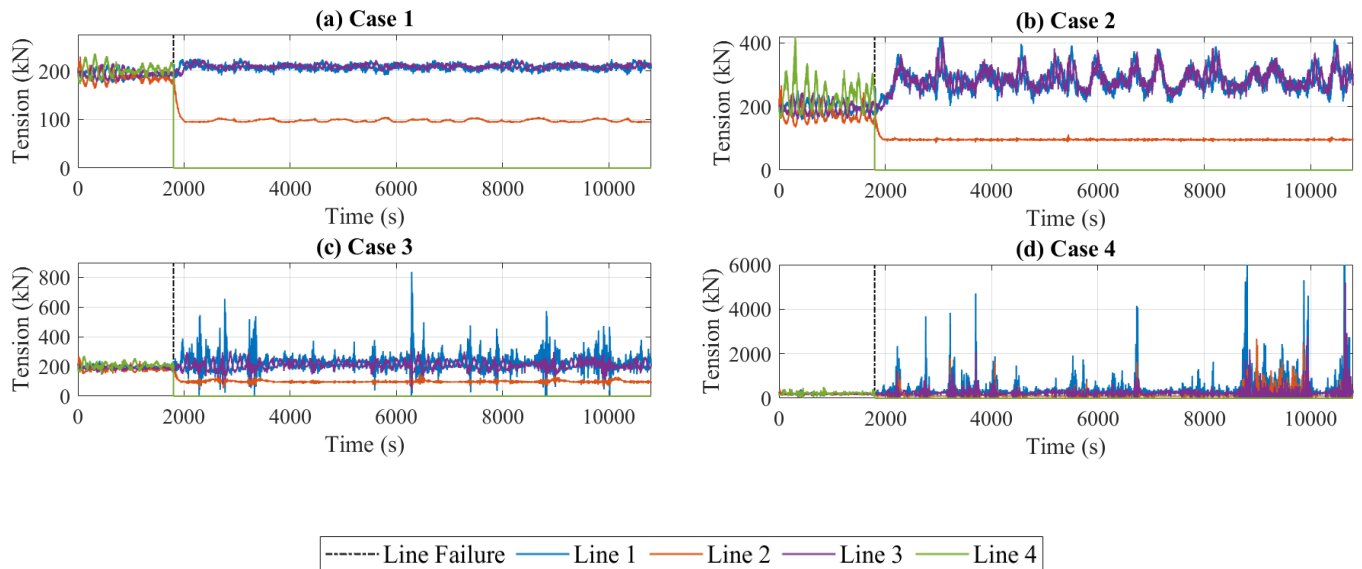 (a) Case 1
Tension (kN)
200
100
0
0 2000 4000 6000 8000 10000
Time (s)
(b) Case 2
Tension (kN)
400
200
0
0 2000 4000 6000 8000 10000
Time (s)
(c) Case 3
Tension (kN)
800
600
400
200
0
0 2000 4000 6000 8000 10000
Time (s)
(d) Case 4
Tension (kN)
6000
4000
2000
0
0 2000 4000 6000 8000 10000
Time (s)
Line Failure Line 1 Line 2 Line 3 Line 4